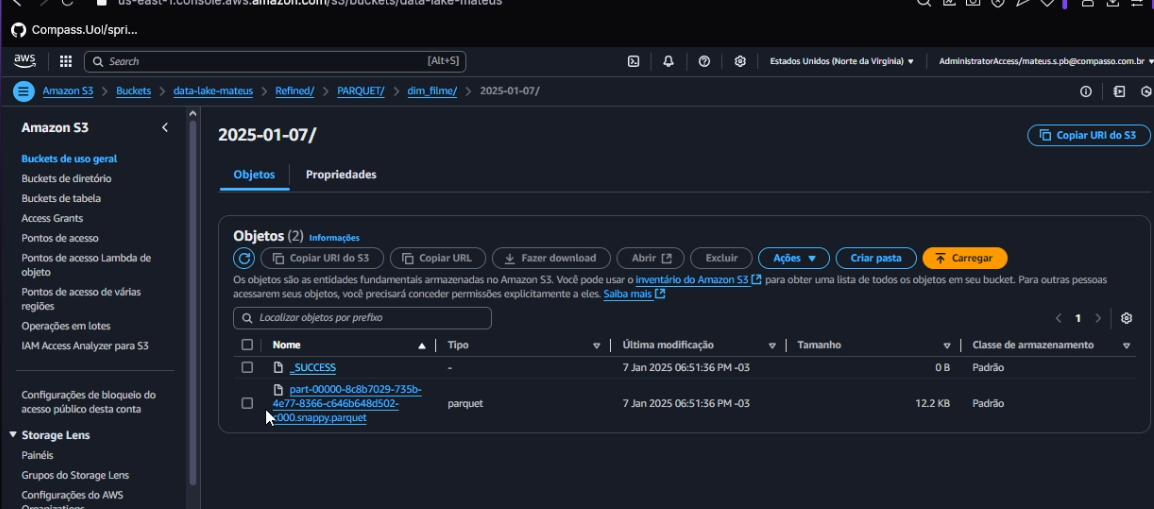 us-east-1.console.aws.amazon.com/s3/buckets/data-lake-mateus
Compass.Uol/spri...
aws
Search
[Alt+S]
Estados Unidos (Norte da Virgínia) ▼
AdministratorAccess/mateus.s.pb@compasso.com.br ▼
Amazon S3 > Buckets > data-lake-mateus > Refined/ > PARQUET/ > dim_filme/ > 2025-01-07/
Amazon S3
Buckets de uso geral
Buckets de diretório
Buckets de tabela
Access Grants
Pontos de acesso
Pontos de acesso Lambda de
objeto
Pontos de acesso de várias
regiões
Operações em lotes
IAM Access Analyzer para S3
Configurações de bloqueio do
acesso público desta conta
Storage Lens
Painéis
Grupos do Storage Lens
Configurações do AWS
Organizations
2025-01-07/
Copiar URI do S3
Objetos
Propriedades
Objetos (2) Informações
Copiar URI do S3
Copiar URL
Fazer download
Abrir
Excluir
Ações ▼
Criar pasta
Carregar
Os objetos são as entidades fundamentais armazenadas no Amazon S3. Você pode usar o inventário do Amazon S3 para obter uma lista de todos os objetos em seu bucket. Para outras pessoas
acessarem seus objetos, você precisará conceder permissões explicitamente a eles. Saiba mais
Localizar objetos por prefixo
1
Nome
Tipo
Última modificação
Tamanho
Classe de armazenamento
_SUCCESS
-
7 Jan 2025 06:51:36 PM -03
0 B
Padrão
part-00000-8c8b7029-735b-
4e77-8366-c646b648d502-
c000.snappy.parquet
parquet
7 Jan 2025 06:51:36 PM -03
12.2 KB
Padrão